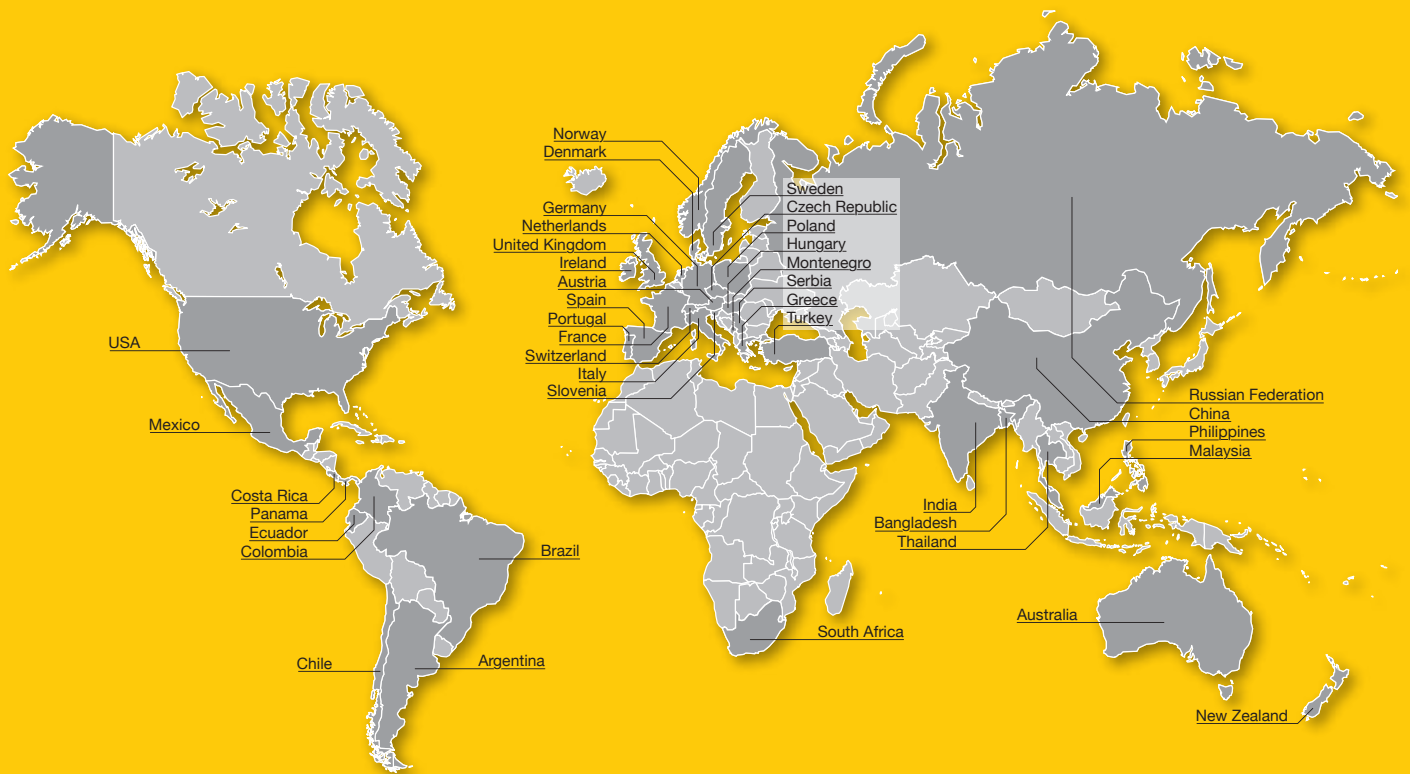 Norway
Denmark
Germany
Netherlands
United Kingdom
Ireland
Austria
Spain
Portugal
France
Switzerland
Italy
Slovenia
Sweden
Czech Republic
Poland
Hungary
Montenegro
Serbia
Greece
Turkey
USA
Mexico
Costa Rica
Panama
Ecuador
Colombia
Brazil
Chile
Argentina
South Africa
Russian Federation
China
Philippines
Malaysia
India
Bangladesh
Thailand
Australia
New Zealand